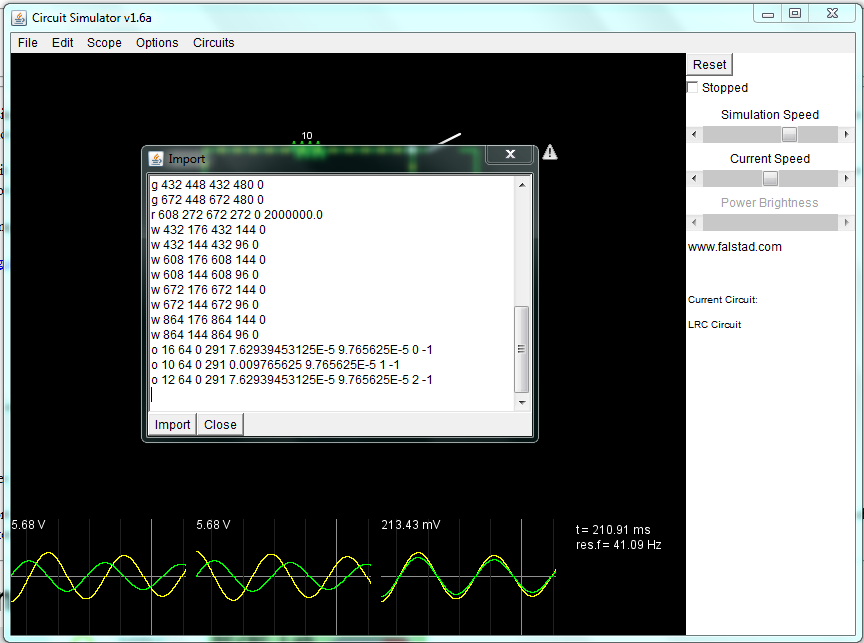 Circuit Simulator v1.6a
File Edit Scope Options Circuits
Reset
Stopped
Simulation Speed
Current Speed
Power Brightness
www.falstad.com
Current Circuit:
LRC Circuit
10
Import
g 432 448 432 480 0
g 672 448 672 480 0
r 608 272 672 272 0 2000000.0
w 432 176 432 144 0
w 432 144 432 96 0
w 608 176 608 144 0
w 608 144 608 96 0
w 672 176 672 144 0
w 672 144 672 96 0
w 864 176 864 144 0
w 864 144 864 96 0
o 16 64 0 291 7.62939453125E-5 9.765625E-5 0 -1
o 10 64 0 291 0.009765625 9.765625E-5 1 -1
o 12 64 0 291 7.62939453125E-5 9.765625E-5 2 -1
Import Close
5.68 V
5.68 V
213.43 mV
t = 210.91 ms
res.f = 41.09 Hz